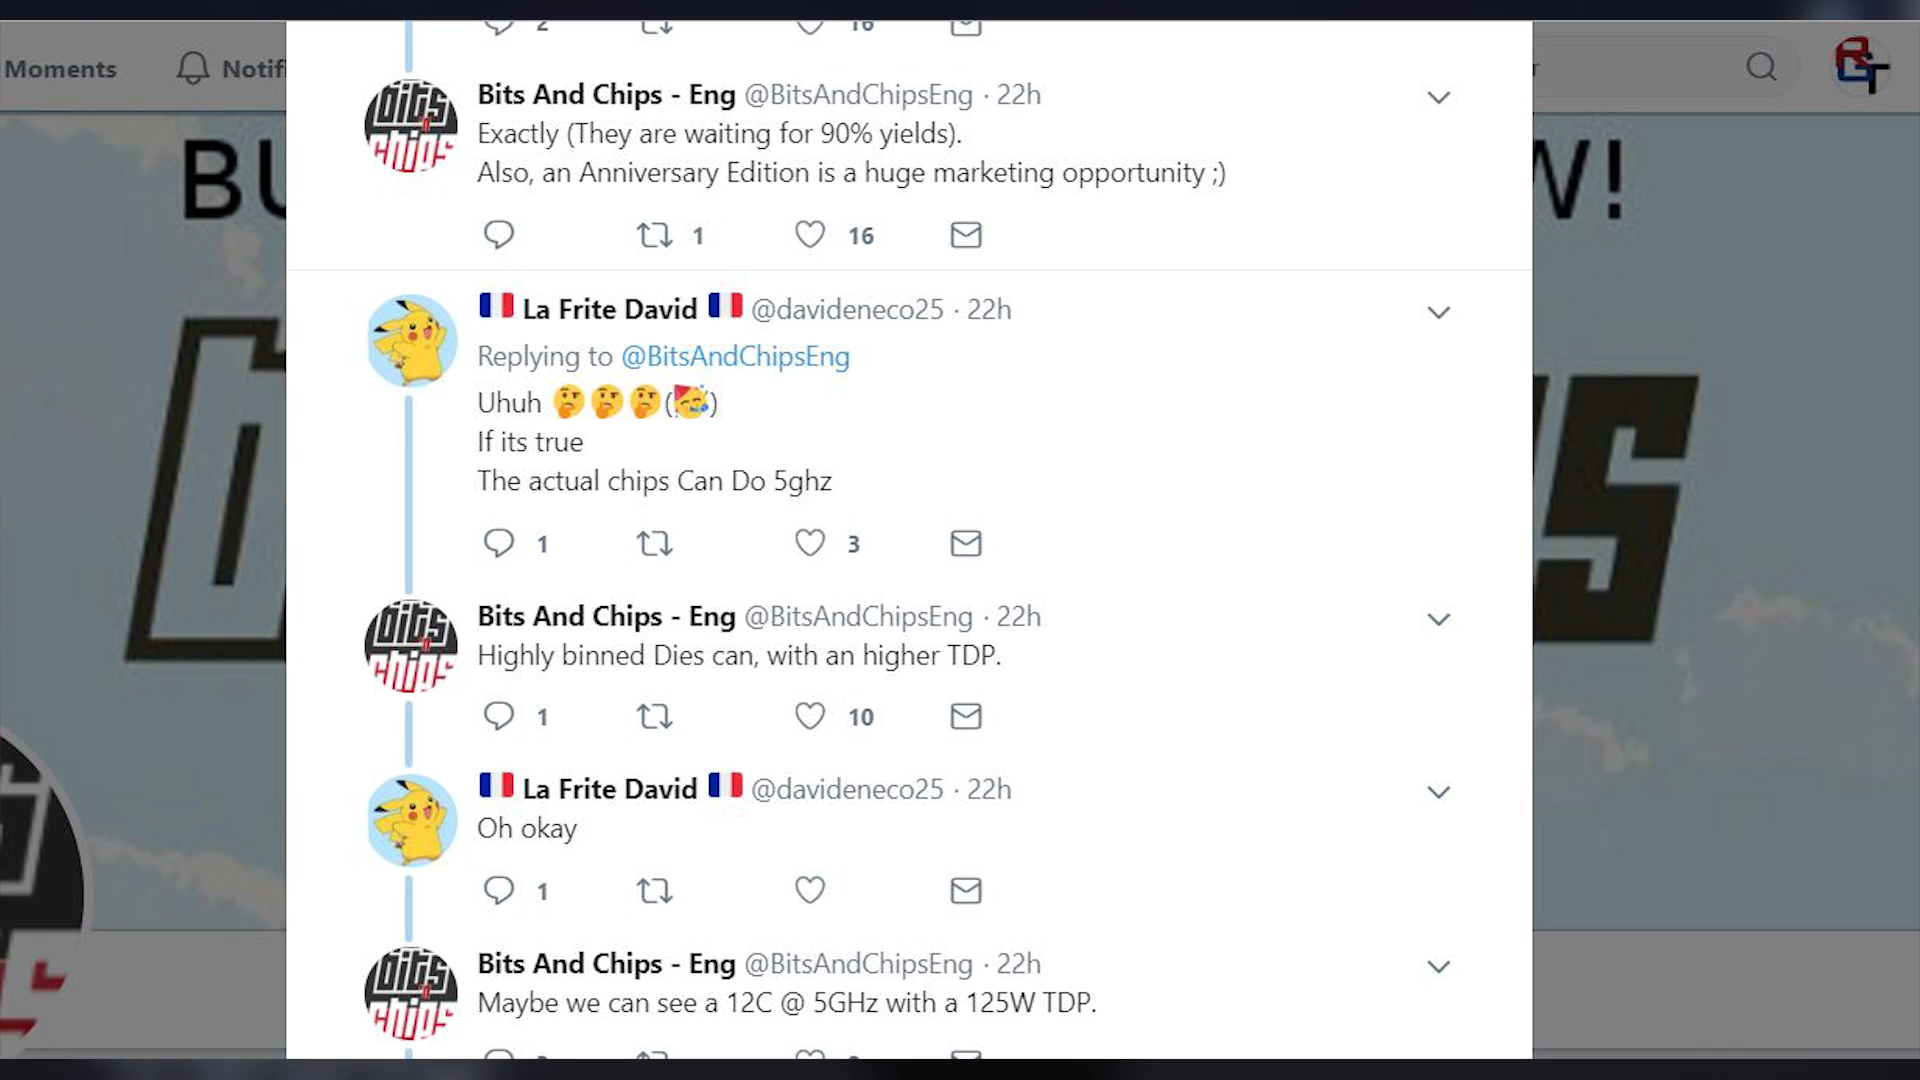 2 16
Moments Notifi
Bits And Chips - Eng @BitsAndChipsEng · 22h
Exactly (They are waiting for 90% yields).
Also, an Anniversary Edition is a huge marketing opportunity ;)
1 16
🇫🇷 La Frite David 🇫🇷 @davideneco25 · 22h
Replying to @BitsAndChipsEng
Uhuh 🤔🤔🤔(🥳)
If its true
The actual chips Can Do 5ghz
1 3
Bits And Chips - Eng @BitsAndChipsEng · 22h
Highly binned Dies can, with an higher TDP.
1 10
🇫🇷 La Frite David 🇫🇷 @davideneco25 · 22h
Oh okay
1
Bits And Chips - Eng @BitsAndChipsEng · 22h
Maybe we can see a 12C @ 5GHz with a 125W TDP.
BU W!